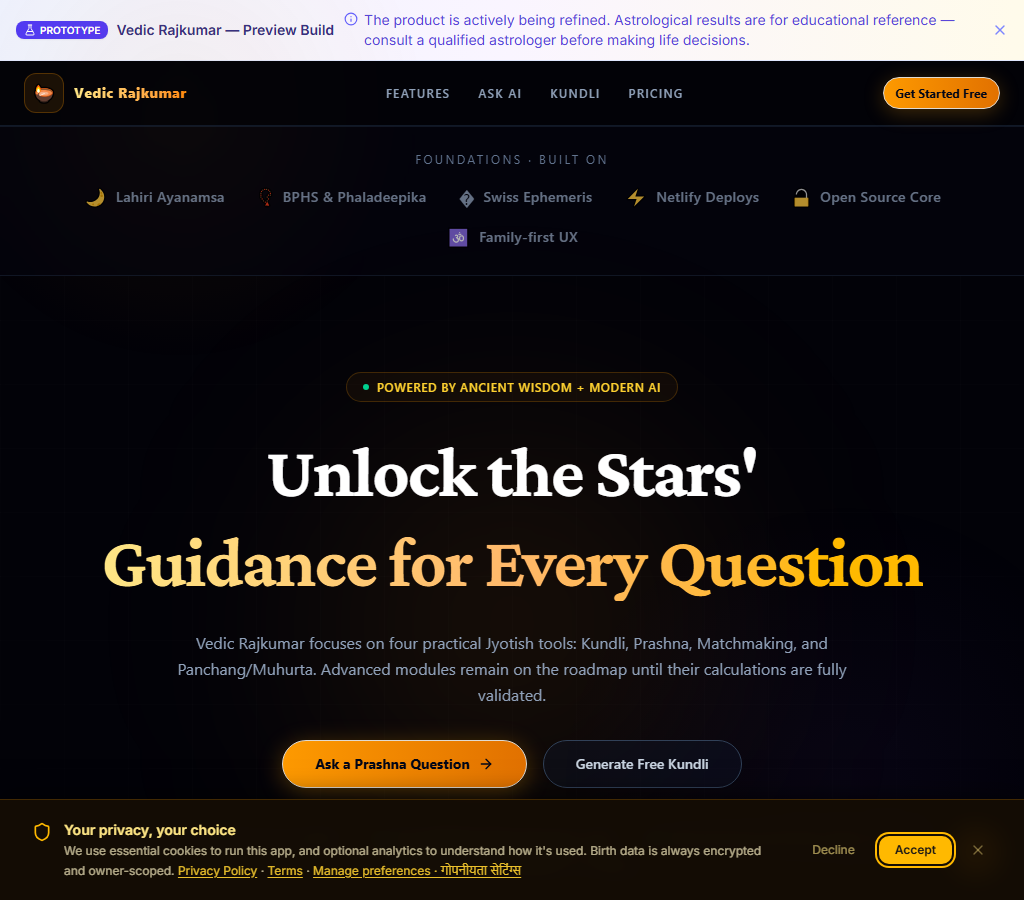 PROTOTYPE
Vedic Rajkumar — Preview Build
The product is actively being refined. Astrological results are for educational reference —
consult a qualified astrologer before making life decisions.
Vedic Rajkumar
FEATURES
ASK AI
KUNDLI
PRICING
Get Started Free
FOUNDATIONS · BUILT ON
Lahiri Ayanamsa
BPHS & Phaladeepika
Swiss Ephemeris
Netlify Deploys
Open Source Core
Family-first UX
POWERED BY ANCIENT WISDOM + MODERN AI
Unlock the Stars'
Guidance for Every Question
Vedic Rajkumar focuses on four practical Jyotish tools: Kundli, Prashna, Matchmaking, and
Panchang/Muhurta. Advanced modules remain on the roadmap until their calculations are fully
validated.
Ask a Prashna Question →
Generate Free Kundli
Your privacy, your choice
We use essential cookies to run this app, and optional analytics to understand how it's used. Birth data is always encrypted
and owner-scoped. Privacy Policy · Terms · Manage preferences · गोपनीयता सेटिंग्स
Decline
Accept